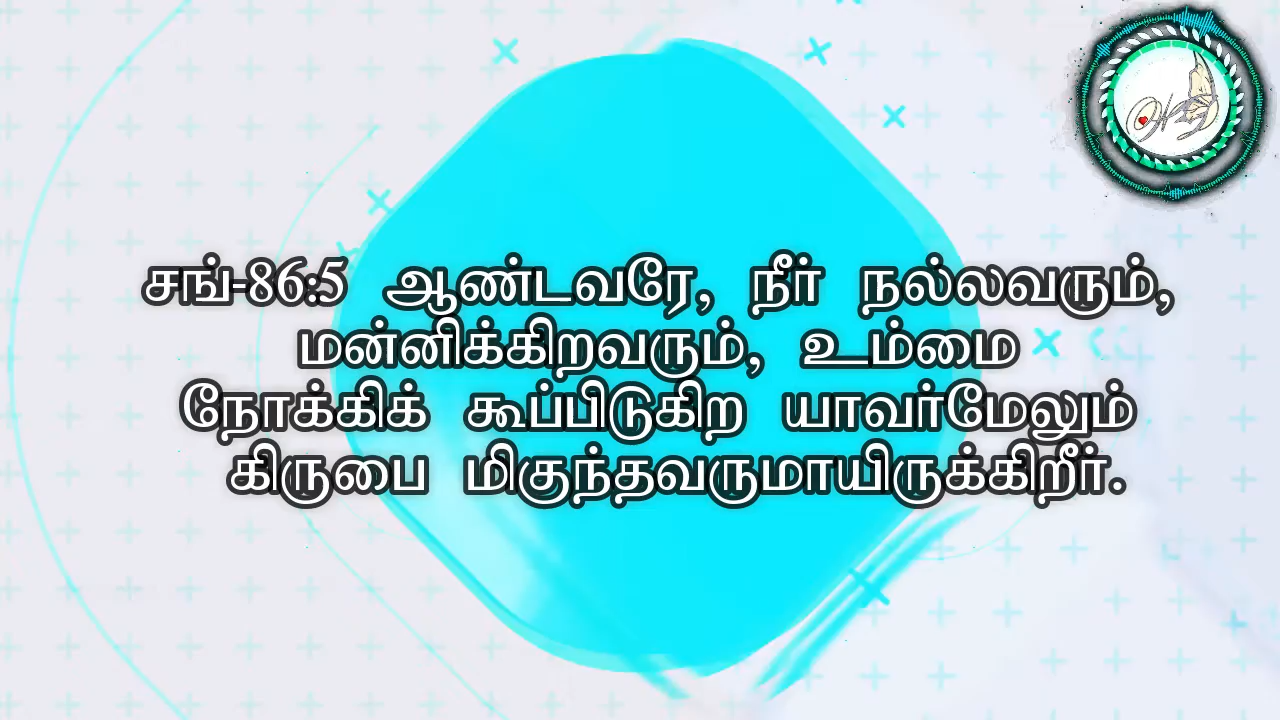 சங்-86:5 ஆண்டவரே, நீர் நல்லவரும்,
மன்னிக்கிறவரும், உம்மை
நோக்கிக் கூப்பிடுகிற யாவர்மேலும்
கிருபை மிகுந்தவருமாயிருக்கிறீர்.